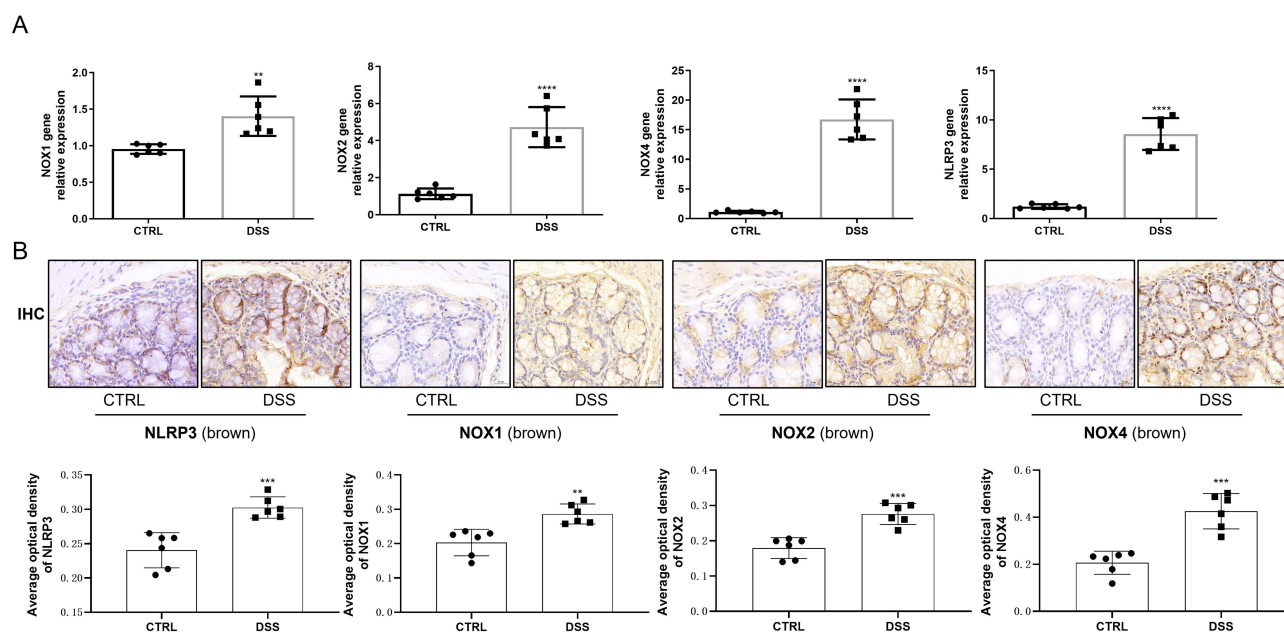 A
NOX1 gene
relative expression
2.0
1.5
1.0
0.5
0.0
**
CTRL
DSS
NOX2 gene
relative expression
8
6
4
2
0
****
CTRL
DSS
NOX4 gene
relative expression
25
20
15
10
5
0
****
CTRL
DSS
NLRP3 gene
relative expression
15
10
5
0
****
CTRL
DSS
B
IHC
CTRL
DSS
CTRL
DSS
CTRL
DSS
CTRL
DSS
NLRP3 (brown)
NOX1 (brown)
NOX2 (brown)
NOX4 (brown)
Average optical density
of NLRP3
0.35
0.30
0.25
0.20
0.15
***
CTRL
DSS
Average optical density
of NOX1
0.4
0.3
0.2
0.1
0.0
**
CTRL
DSS
Average optical density
of NOX2
0.4
0.3
0.2
0.1
0.0
***
CTRL
DSS
Average optical density
of NOX4
0.6
0.4
0.2
0.0
***
CTRL
DSS